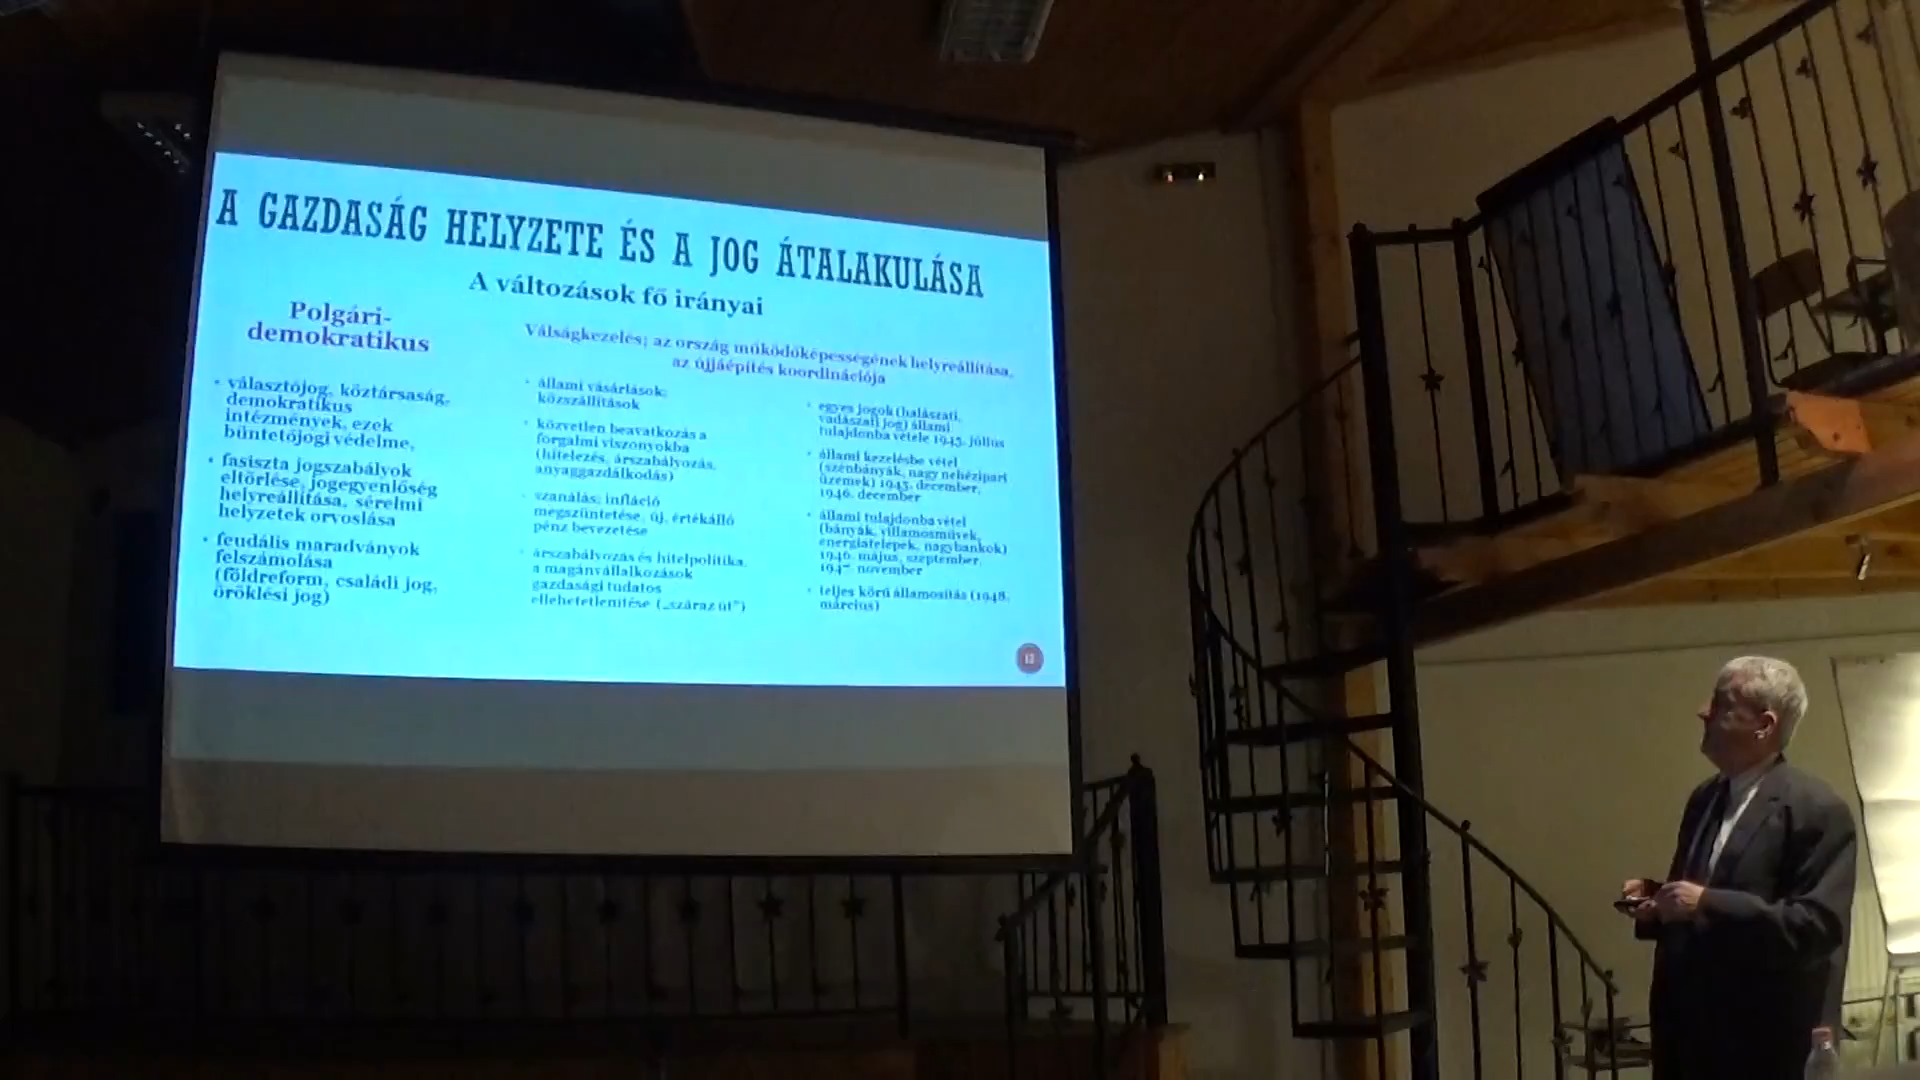 A GAZDASÁG HELYZETE ÉS A JOG ÁTALAKULÁSA
A változások fő irányai
Polgári-
demokratikus
• választójog, köztársaság,
demokratikus
intézmények, ezek
büntetőjogi védelme,
• fasiszta jogszabályok
eltörlése, jogegyenlőség
helyreállítása, sérelmi
helyzetek orvoslása
• feudális maradványok
felszámolása
(földreform, családi jog,
öröklési jog)
Válságkezelés; az ország működőképességének helyreállítása,
az újjáépítés koordinációja
• állami vásárlások,
közszállítások
• közvetlen beavatkozás a
forgalmi viszonyokba
(hitelezés, árszabályozás,
anyaggazdálkodás)
• szanálás; infláció
megszüntetése, új, értékálló
pénz bevezetése
• árszabályozás és hitelpolitika,
a magánvállalkozások
gazdasági tudatos
ellehetetlenítése („száraz út")
• egyes jogok (halászati,
vadászati jog) állami
tulajdonba vétele 1945. július
• állami kezelésbe vétel
(szénbányák, nagy nehézipari
üzemek) 1945. december,
1946. december
• állami tulajdonba vétel
(bányák, villamosművek,
energiatelepek, nagybankok)
1946. május, szeptember,
1947. november
• teljes körű államosítás (1948.
március)
12